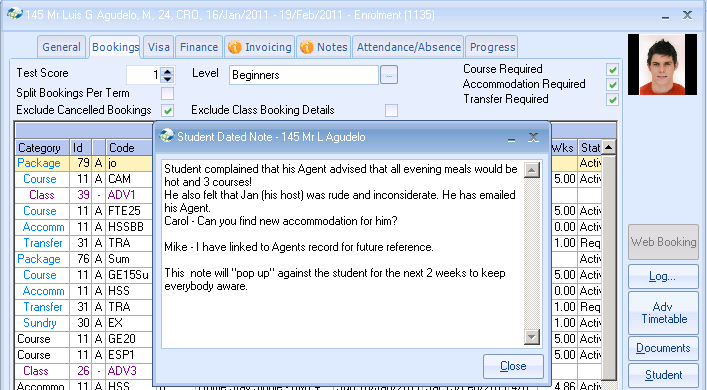 145 Mr Luis G Agudelo, M, 24, CRO, 16/Jan/2011 - 19/Feb/2011 - Enrolment (1135)
General Bookings Visa Finance Invoicing Notes Attendance/Absence Progress
Test Score 1 Level Beginners ... Course Required
Split Bookings Per Term Accommodation Required
Exclude Cancelled Bookings Exclude Class Booking Details Transfer Required
Student Dated Note - 145 Mr L Agudelo
Student complained that his Agent advised that all evening meals would be
hot and 3 courses!
He also felt that Jan (his host) was rude and inconsiderate. He has emailed
his Agent.
Carol - Can you find new accommodation for him?
Mike - I have linked to Agents record for future reference.
This note will "pop up" against the student for the next 2 weeks to keep
everybody aware.
Close
Category Id Code Wks Stat
Package 79 A jo Activ
Course 11 A CAM 5.00 Activ
Class 39 - ADV1
Course 11 A FTE25 5.00 Activ
Accomm 11 A HSSBB 0.00 Activ
Transfer 31 A TRA 1.00 Req
Package 76 A Sum Activ
Course 11 A GE15Su 5.00 Activ
Accomm 11 A HSS 0.00 Activ
Transfer 31 A TRA 1.00 Req
Sundry 30 A EX 1.00 Activ
Course 11 A GE20 5.00 Activ
Course 11 A ESP1 5.00 Activ
Class 26 - ADV3
Accommo 11 A HSS 4.86 Activ
Web Booking
Log...
Adv
Timetable
Documents
Student